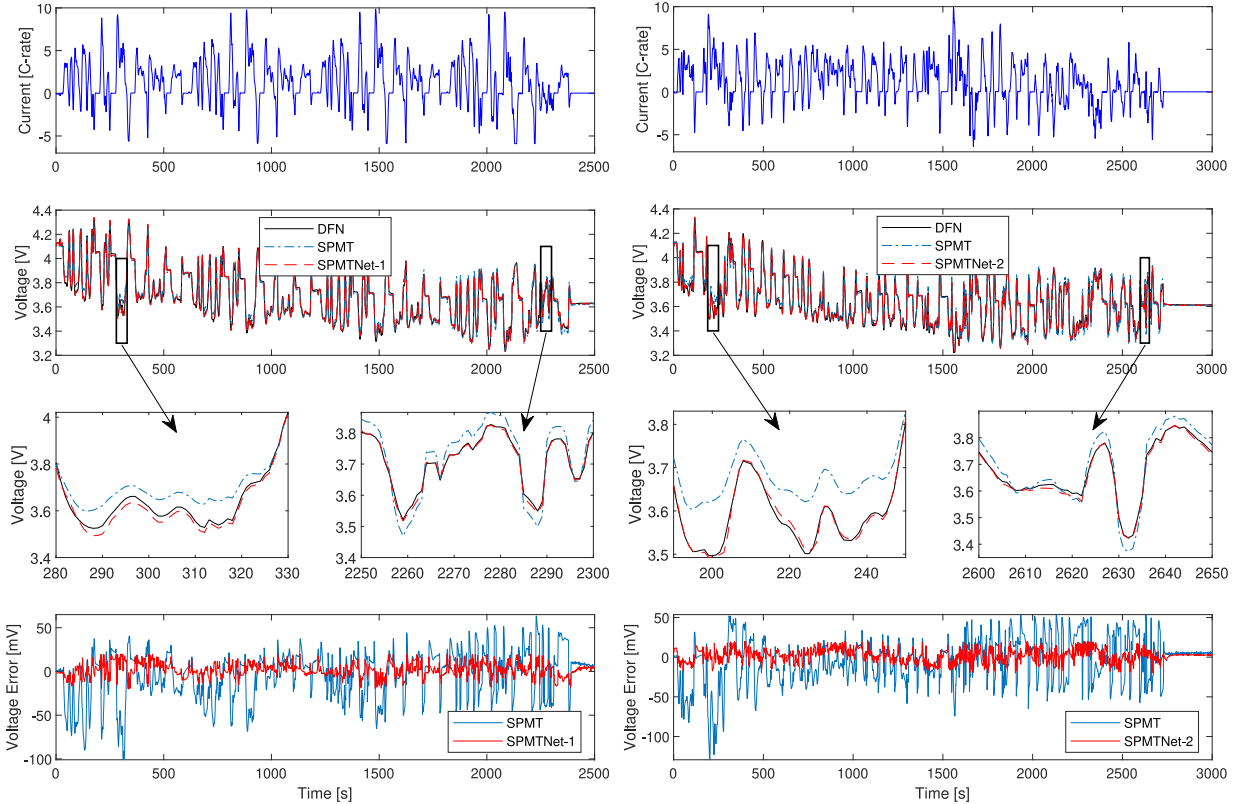 10
5
0
-5
Current [C-rate]
0 500 1000 1500 2000 2500
10
5
0
-5
Current [C-rate]
0 500 1000 1500 2000 2500 3000
4.4
4.2
4
3.8
3.6
3.4
3.2
Voltage [V]
DFN
SPMT
SPMTNet-1
0 500 1000 1500 2000 2500
4.4
4.2
4
3.8
3.6
3.4
3.2
Voltage [V]
DFN
SPMT
SPMTNet-2
0 500 1000 1500 2000 2500 3000
4
3.8
3.6
3.4
Voltage [V]
280 290 300 310 320 330
3.8
3.7
3.6
3.5
3.4
2250 2260 2270 2280 2290 2300
3.8
3.7
3.6
3.5
Voltage [V]
200 220 240
3.8
3.7
3.6
3.5
3.4
2600 2610 2620 2630 2640 2650
50
0
-50
-100
Voltage Error [mV]
SPMT
SPMTNet-1
0 500 1000 1500 2000 2500
Time [s]
50
0
-50
-100
Voltage Error [mV]
SPMT
SPMTNet-2
0 500 1000 1500 2000 2500 3000
Time [s]